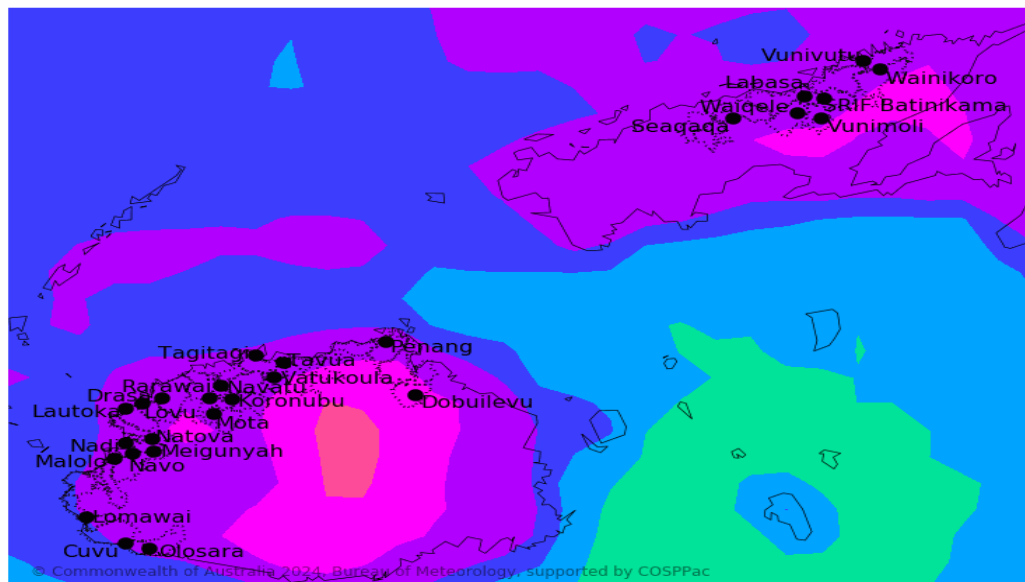 Vunivutu
Wainikoro
Labasa
SRIF-Batinikama
Waiqele
Seaqaqa
Vunimoli
Penang
Tagitagi
Tavua
Vatukoula
Rarawai
Navatu
Drasa
Koronubu
Dobuilevu
Lautoka
Lovu
Mota
Natova
Nadi
Meigunyah
Malolo
Navo
Lomawai
Cuvu
Olosara
© Commonwealth of Australia 2024, Bureau of Meteorology, supported by COSPPac